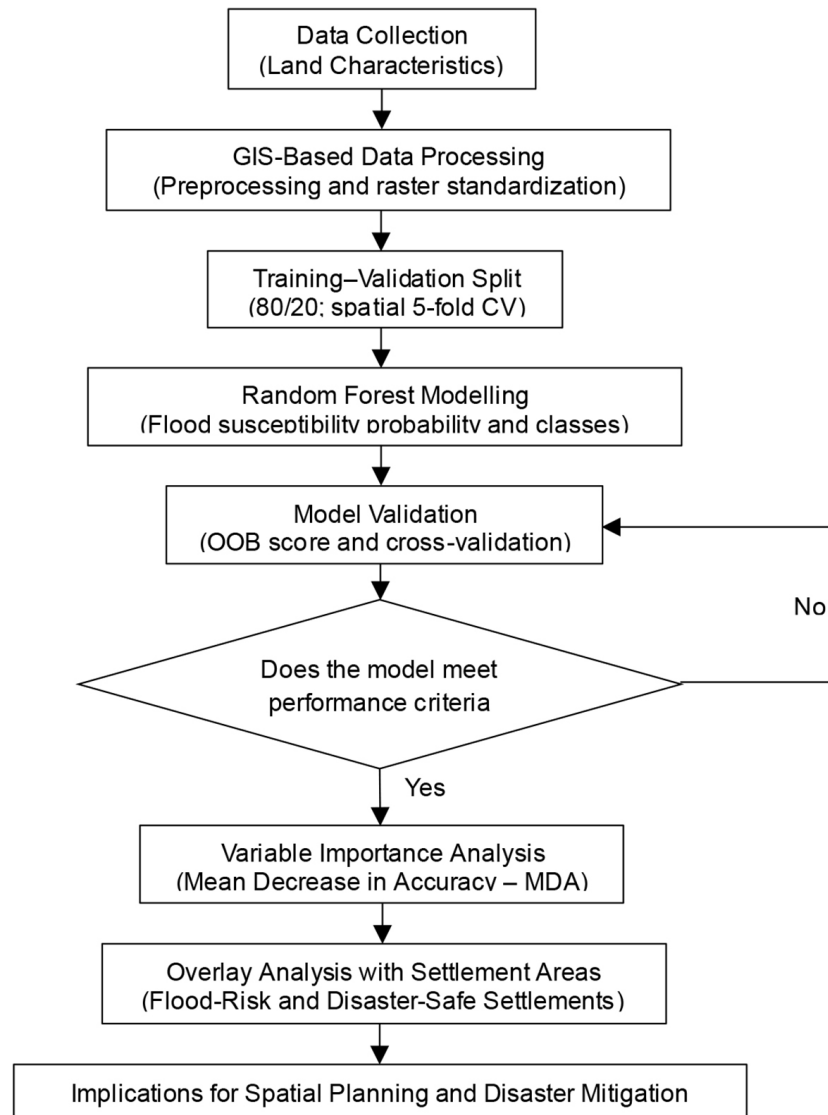 Data Collection
(Land Characteristics)
GIS-Based Data Processing
(Preprocessing and raster standardization)
Training–Validation Split
(80/20; spatial 5-fold CV)
Random Forest Modelling
(Flood susceptibility probability and classes)
Model Validation
(OOB score and cross-validation)
No
Does the model meet
performance criteria
Yes
Variable Importance Analysis
(Mean Decrease in Accuracy – MDA)
Overlay Analysis with Settlement Areas
(Flood-Risk and Disaster-Safe Settlements)
Implications for Spatial Planning and Disaster Mitigation